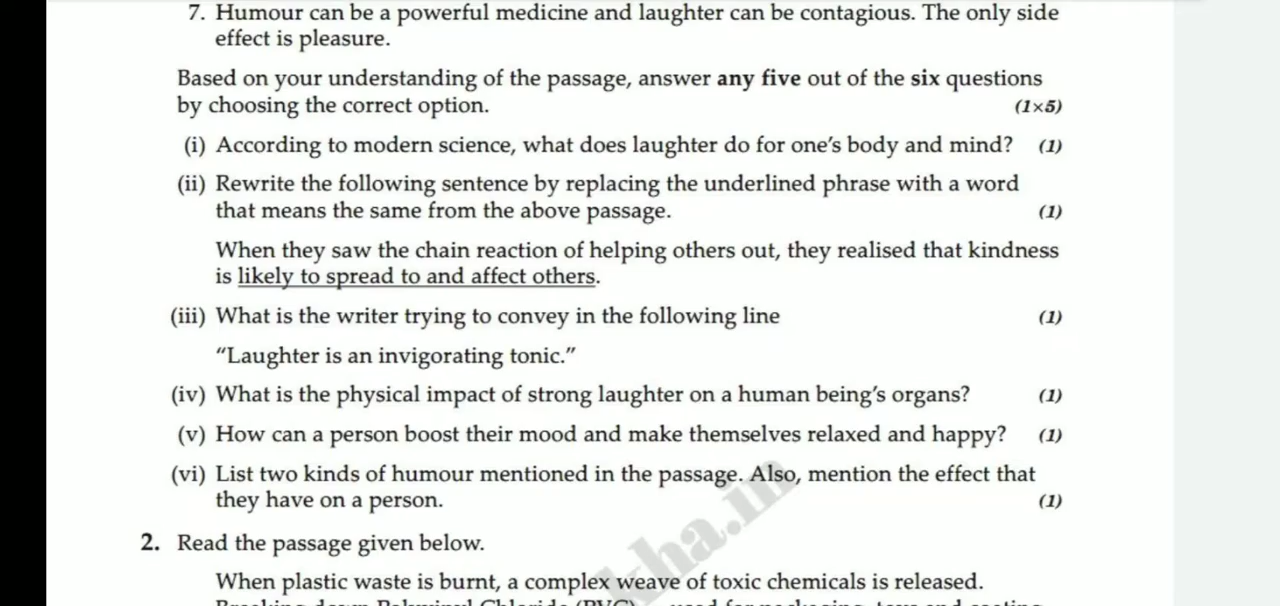 7. Humour can be a powerful medicine and laughter can be contagious. The only side
effect is pleasure.
Based on your understanding of the passage, answer any five out of the six questions
by choosing the correct option. (1×5)
(i) According to modern science, what does laughter do for one’s body and mind? (1)
(ii) Rewrite the following sentence by replacing the underlined phrase with a word
that means the same from the above passage. (1)
When they saw the chain reaction of helping others out, they realised that kindness
is likely to spread to and affect others.
(iii) What is the writer trying to convey in the following line (1)
“Laughter is an invigorating tonic.”
(iv) What is the physical impact of strong laughter on a human being’s organs? (1)
(v) How can a person boost their mood and make themselves relaxed and happy? (1)
(vi) List two kinds of humour mentioned in the passage. Also, mention the effect that
they have on a person. (1)
kha.in
2. Read the passage given below.
When plastic waste is burnt, a complex weave of toxic chemicals is released.